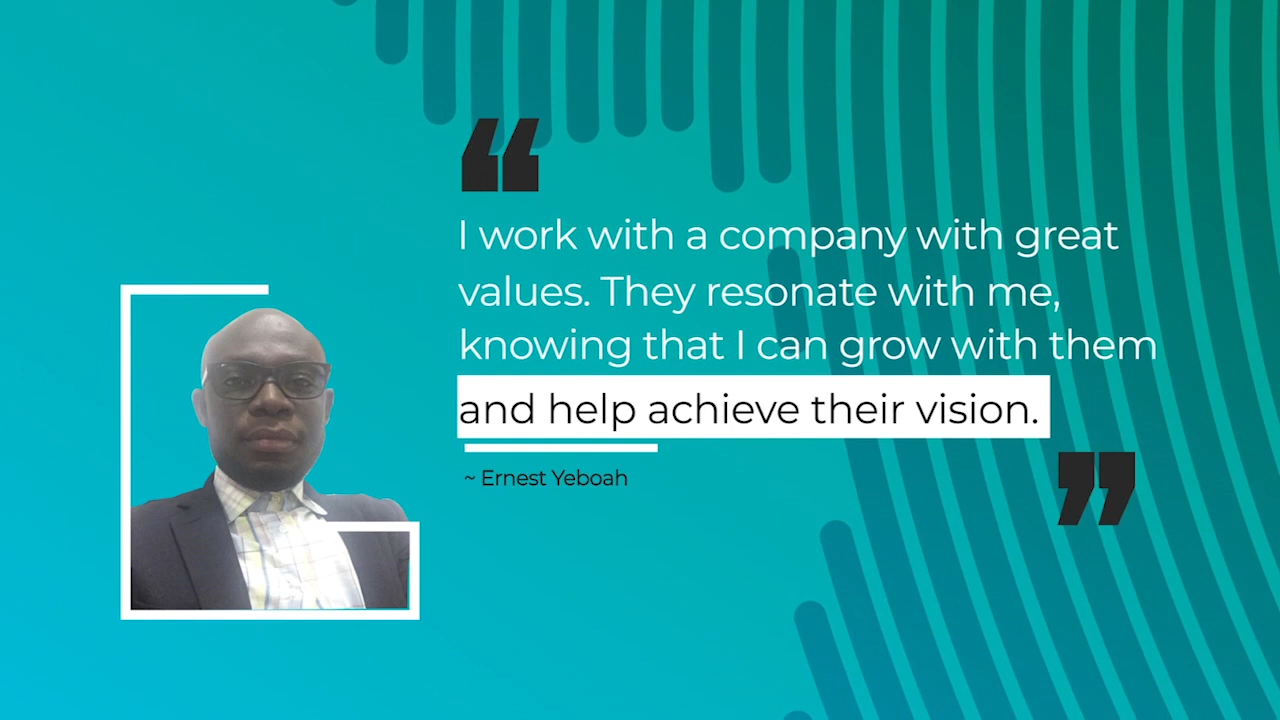 “
I work with a company with great
values. They resonate with me,
knowing that I can grow with them
and help achieve their vision.
”
~ Ernest Yeboah